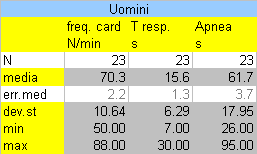 Uomini
freq. card T resp. Apnea
N/min s s
N 23 23 23
media 70.3 15.6 61.7
err.med 2.2 1.3 3.7
dev.st 10.64 6.29 17.95
min 50.00 7.00 26.00
max 88.00 30.00 95.00